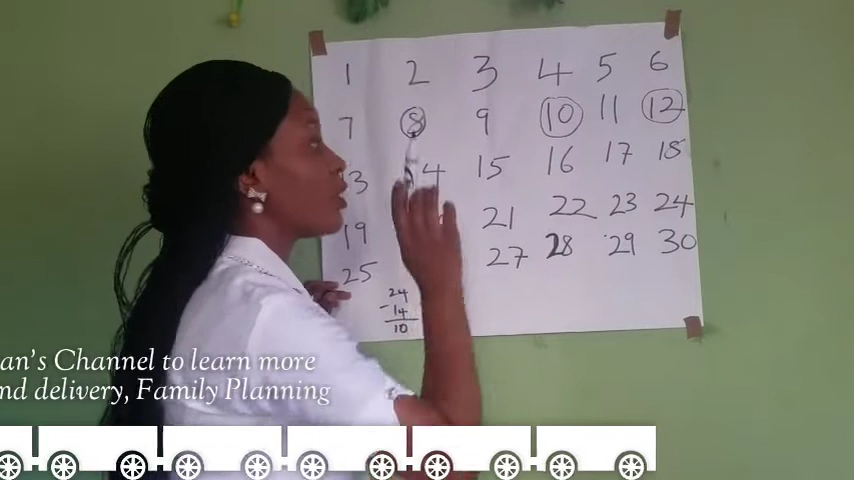 1 2 3 4 5 6
7 8 9 10 11 12
3 4 15 16 17 18
19 21 22 23 24
25 27 28 29 30
24
- 14
10
an's Channel to learn more
nd delivery, Family Planning